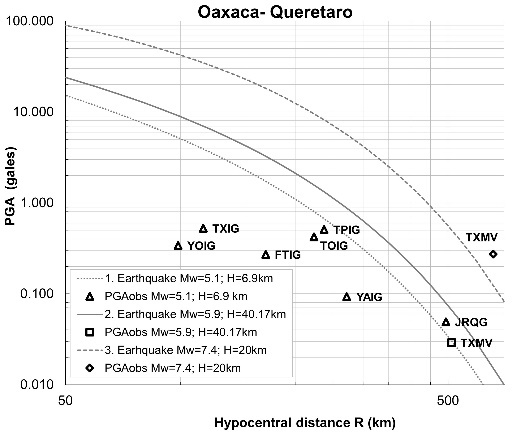 Oaxaca- Queretaro
100.000
10.000
1.000
0.100
0.010
PGA (gales)
TXIG
YOIG
FTIG
TPIG
TOIG
TXMV
YAIG
JRQG
TXMV
1. Earthquake Mw=5.1; H=6.9km
PGAobs Mw=5.1; H=6.9 km
2. Earthquake Mw=5.9; H=40.17km
PGAobs Mw=5.9; H=40.17km
3. Earhquake Mw=7.4; H=20km
PGAobs Mw=7.4; H=20km
50
500
Hypocentral distance R (km)